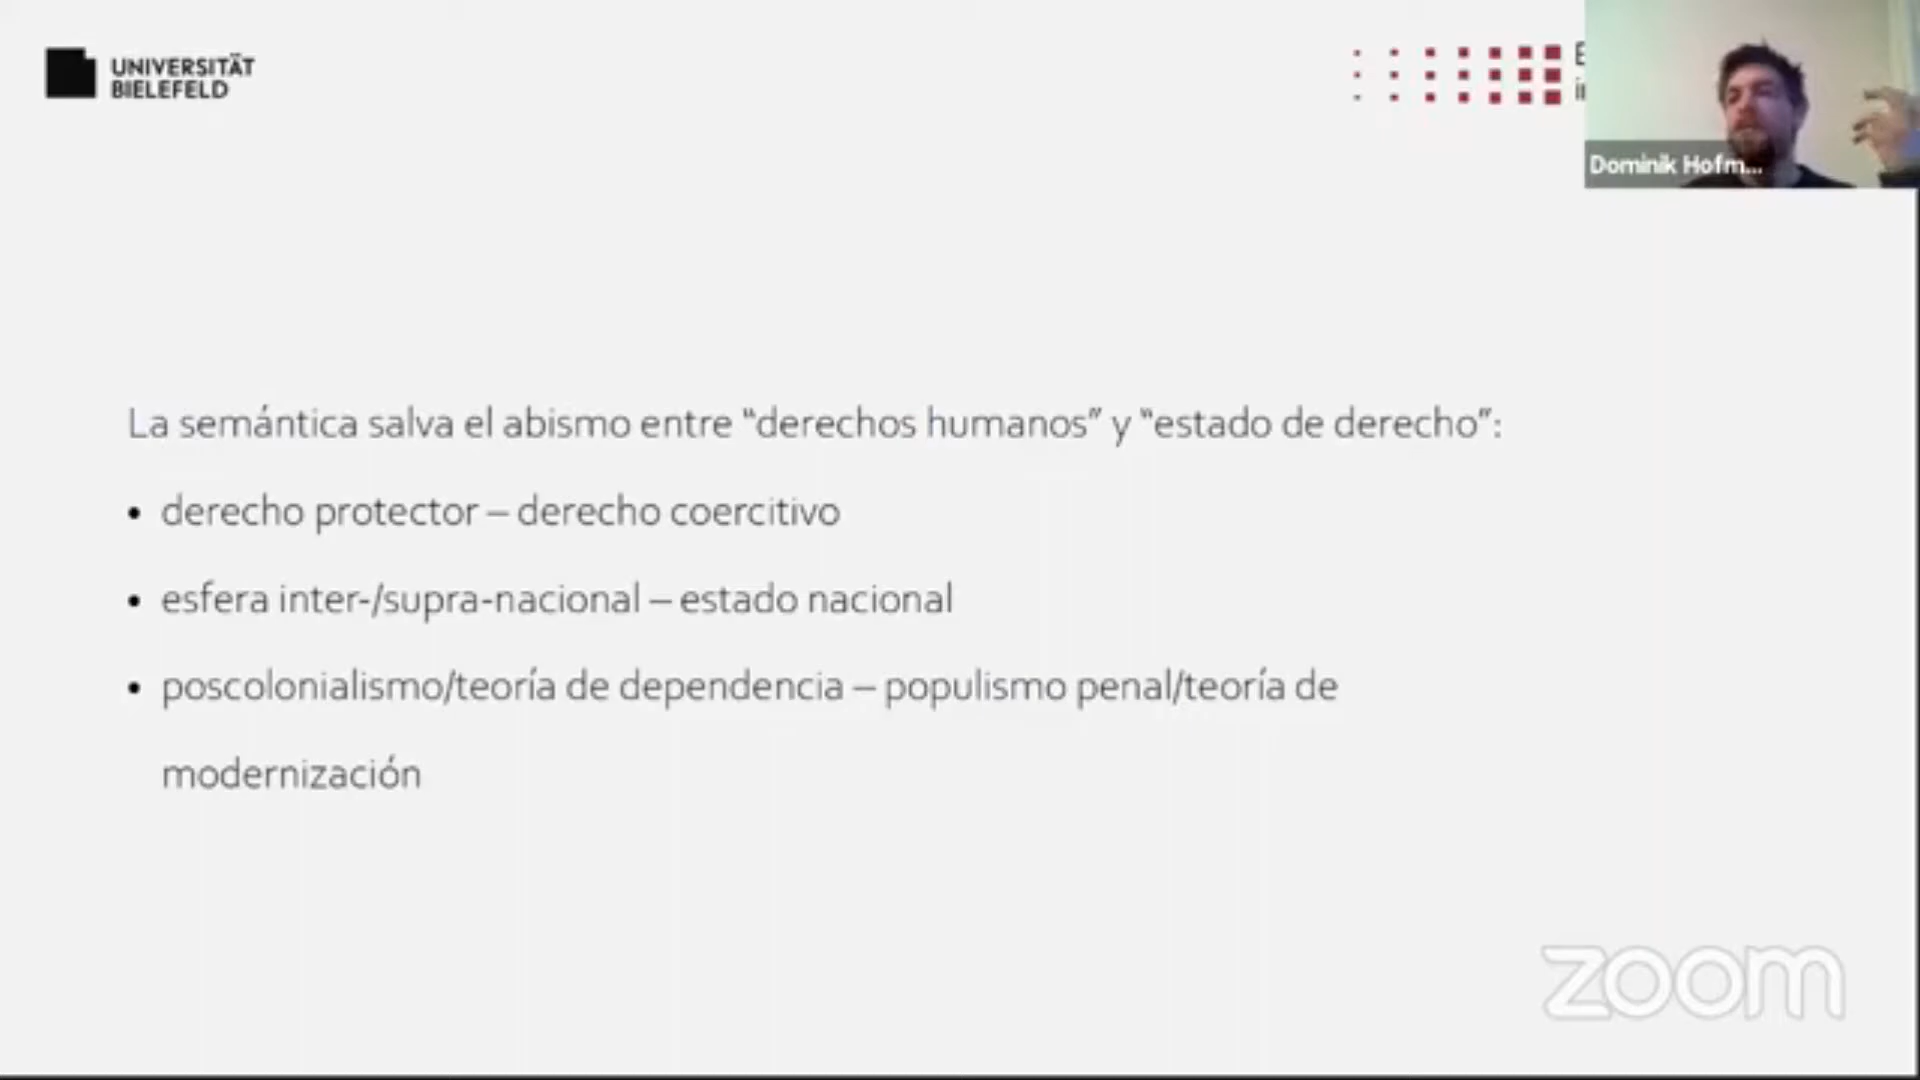 UNIVERSITÄT
BIELEFELD
Dominik Hofm...
La semántica salva el abismo entre “derechos humanos” y “estado de derecho”:
• derecho protector – derecho coercitivo
• esfera inter-/supra-nacional – estado nacional
• poscolonialismo/teoría de dependencia – populismo penal/teoría de
modernización
zoom